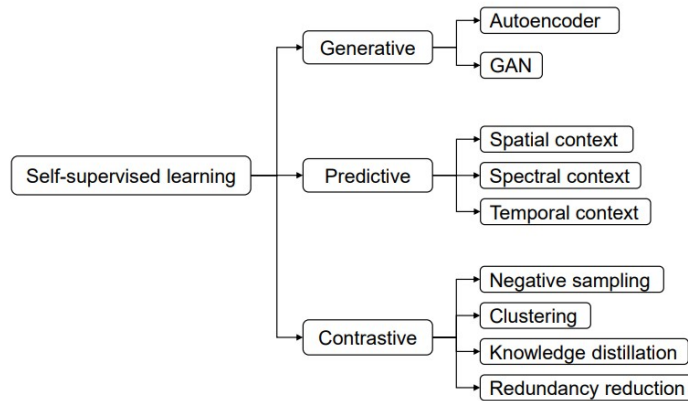 Self-supervised learning
Generative
Autoencoder
GAN
Predictive
Spatial context
Spectral context
Temporal context
Contrastive
Negative sampling
Clustering
Knowledge distillation
Redundancy reduction